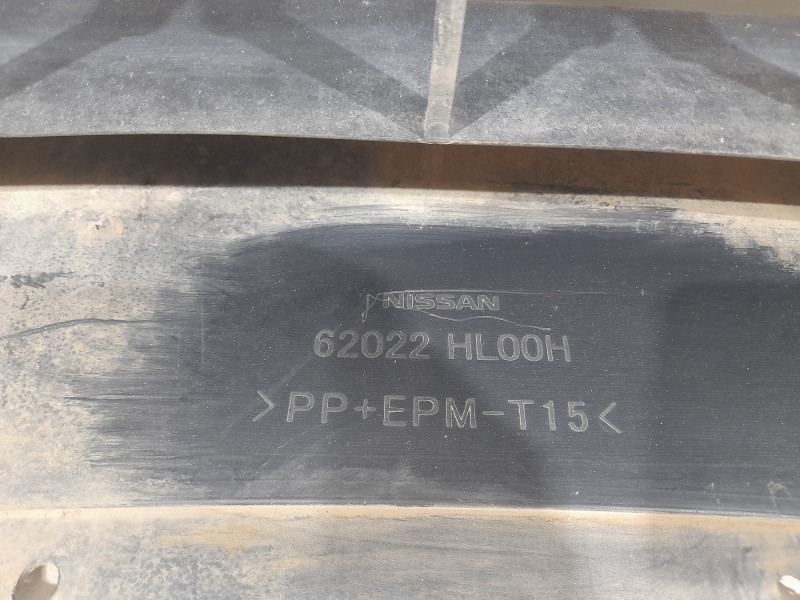 NISSAN
62022 HL00H
>PP+EPM-T15<